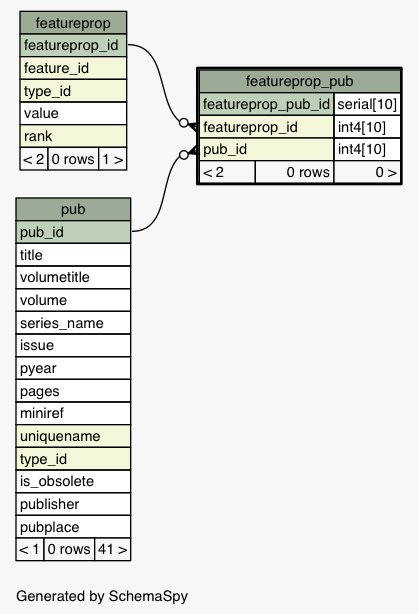 featureprop
featureprop_id
feature_id
type_id
value
rank
< 2 0 rows 1 >
featureprop_pub
featureprop_pub_id serial[10]
featureprop_id int4[10]
pub_id int4[10]
< 2 0 rows 0 >
pub
pub_id
title
volumetitle
volume
series_name
issue
pyear
pages
miniref
uniquename
type_id
is_obsolete
publisher
pubplace
< 1 0 rows 41 >
Generated by SchemaSpy